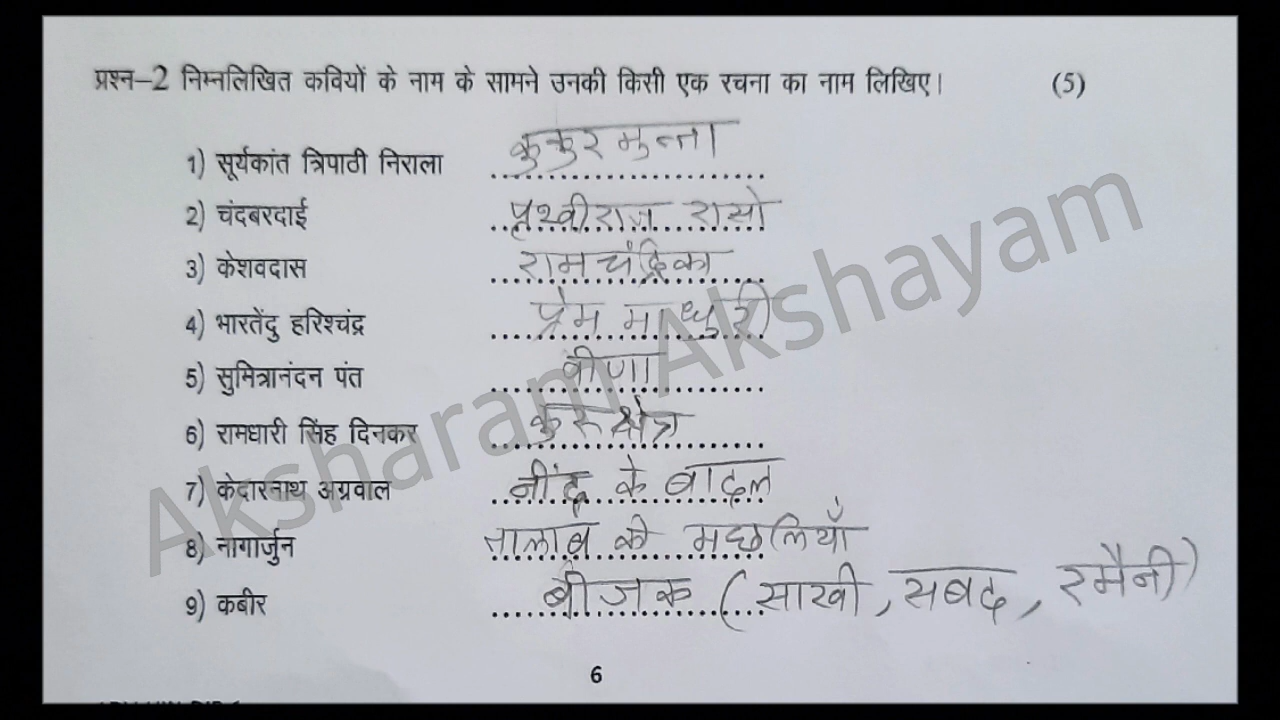 प्रश्न–2 निम्नलिखित कवियों के नाम के सामने उनकी किसी एक रचना का नाम लिखिए। (5)
1) सूर्यकांत त्रिपाठी निराला कुकुरमुत्ता
2) चंदबरदाई पृथ्वीराज रासो
3) केशवदास रामचंद्रिका
4) भारतेंदु हरिश्चंद्र प्रेम माधुरी
5) सुमित्रानंदन पंत वीणा
6) रामधारी सिंह दिनकर कुरुक्षेत्र
7) केदारनाथ अग्रवाल नींद के बादल
8) नागार्जुन तालाब की मछलियाँ
9) कबीर बीजक (साखी, सबद, रमैनी)
6
Aksharam Akshayam